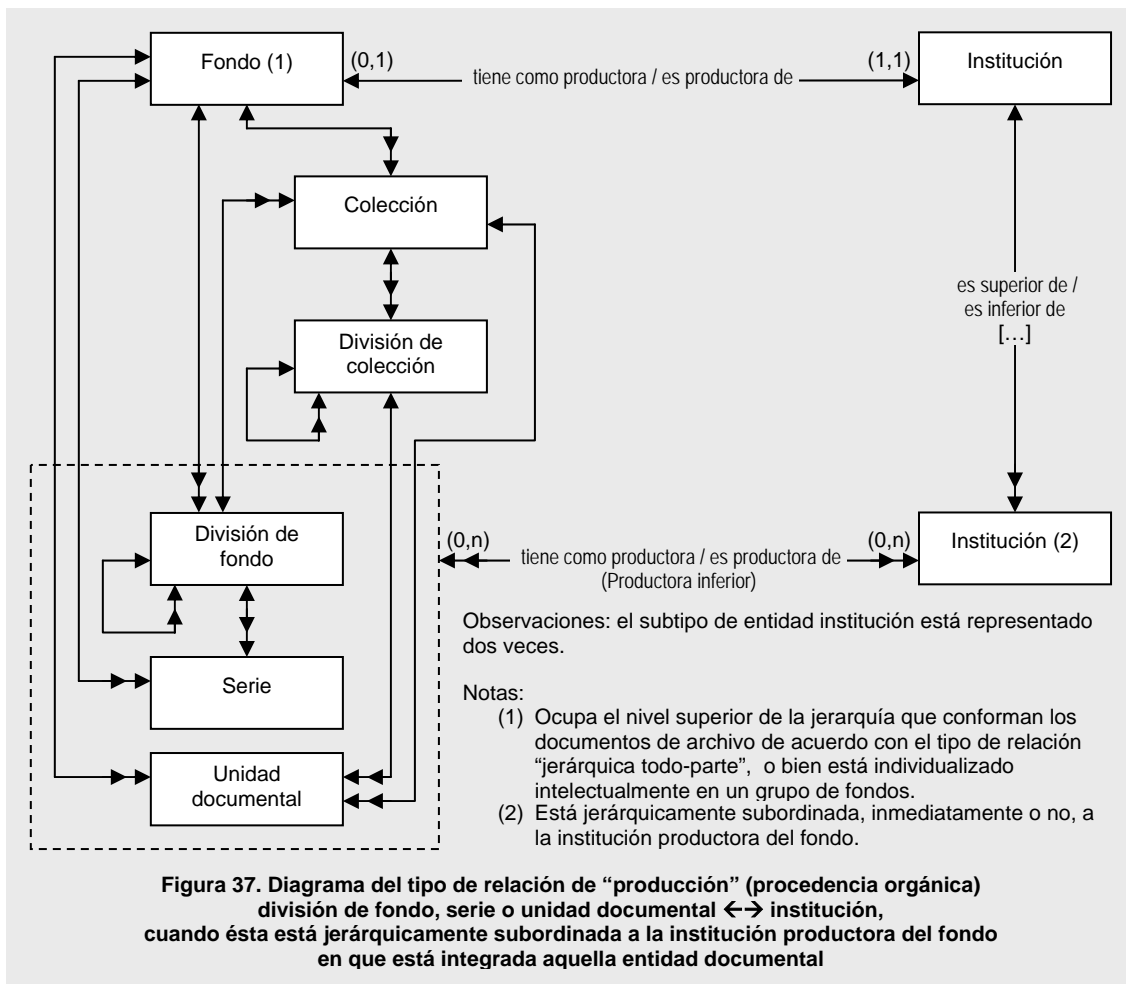 Fondo (1)
(0,1)
tiene como productora / es productora de
(1,1)
Institución
Colección
es superior de /
es inferior de
[…]
División de
colección
División de
fondo
(0,n)
tiene como productora / es productora de
(Productora inferior)
(0,n)
Institución (2)
Serie
Unidad
documental
Observaciones: el subtipo de entidad institución está representado
dos veces.
Notas:
(1) Ocupa el nivel superior de la jerarquía que conforman los
documentos de archivo de acuerdo con el tipo de relación
“jerárquica todo-parte”, o bien está individualizado
intelectualmente en un grupo de fondos.
(2) Está jerárquicamente subordinada, inmediatamente o no, a
la institución productora del fondo.
Figura 37. Diagrama del tipo de relación de “producción” (procedencia orgánica)
división de fondo, serie o unidad documental ←→ institución,
cuando ésta está jerárquicamente subordinada a la institución productora del fondo
en que está integrada aquella entidad documental